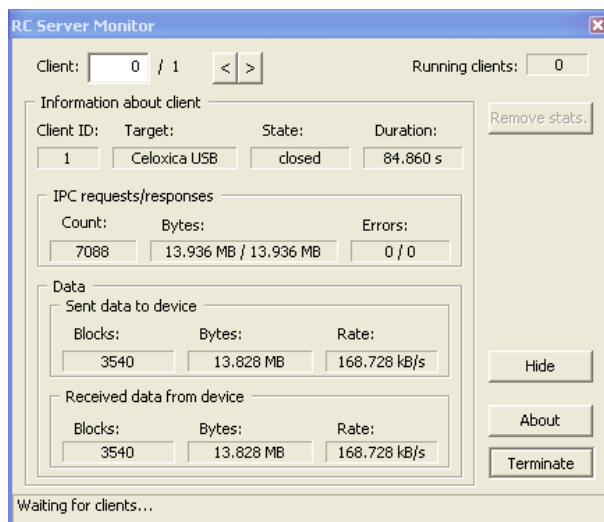 RC Server Monitor
Client: 0 / 1 < > Running clients: 0
Information about client
Remove stats.
Client ID: Target: State: Duration:
1 Celoxica USB closed 84.860 s
IPC requests/responses
Count: Bytes: Errors:
7088 13.936 MB / 13.936 MB 0 / 0
Data
Sent data to device
Blocks: Bytes: Rate:
3540 13.828 MB 168.728 kB/s
Hide
Received data from device
Blocks: Bytes: Rate:
About
3540 13.828 MB 168.728 kB/s
Terminate
Waiting for clients...